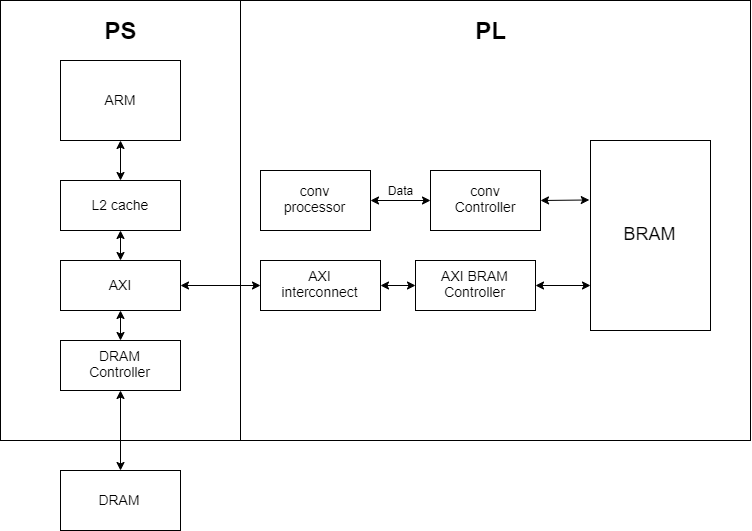 PS
PL
ARM
L2 cache
AXI
DRAM
Controller
DRAM
conv
processor
Data
conv
Controller
AXI
interconnect
AXI BRAM
Controller
BRAM